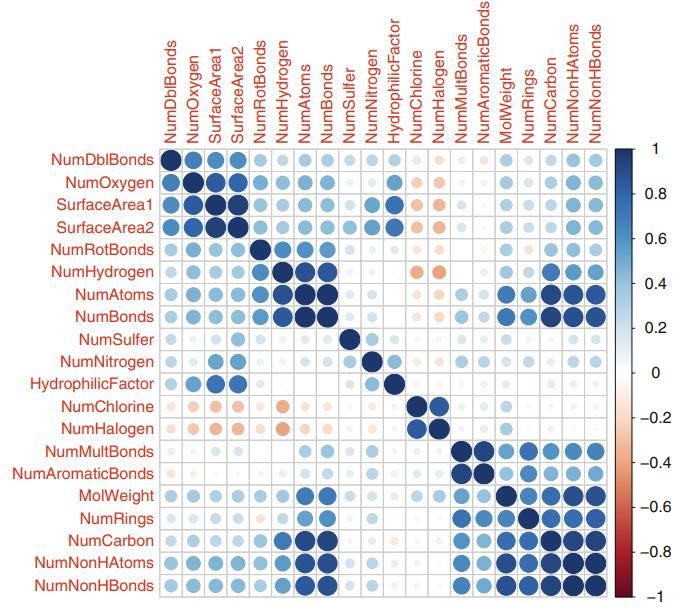 NumDblBonds
NumOxygen
SurfaceArea1
SurfaceArea2
NumRotBonds
NumHydrogen
NumAtoms
NumBonds
NumSulfer
NumNitrogen
HydrophilicFactor
NumChlorine
NumHalogen
NumMultBonds
NumAromaticBonds
MolWeight
NumRings
NumCarbon
NumNonHAtoms
NumNonHBonds
NumDblBonds
NumOxygen
SurfaceArea1
SurfaceArea2
NumRotBonds
NumHydrogen
NumAtoms
NumBonds
NumSulfer
NumNitrogen
HydrophilicFactor
NumChlorine
NumHalogen
NumMultBonds
NumAromaticBonds
MolWeight
NumRings
NumCarbon
NumNonHAtoms
NumNonHBonds
1
0.8
0.6
0.4
0.2
0
−0.2
−0.4
−0.6
−0.8
−1